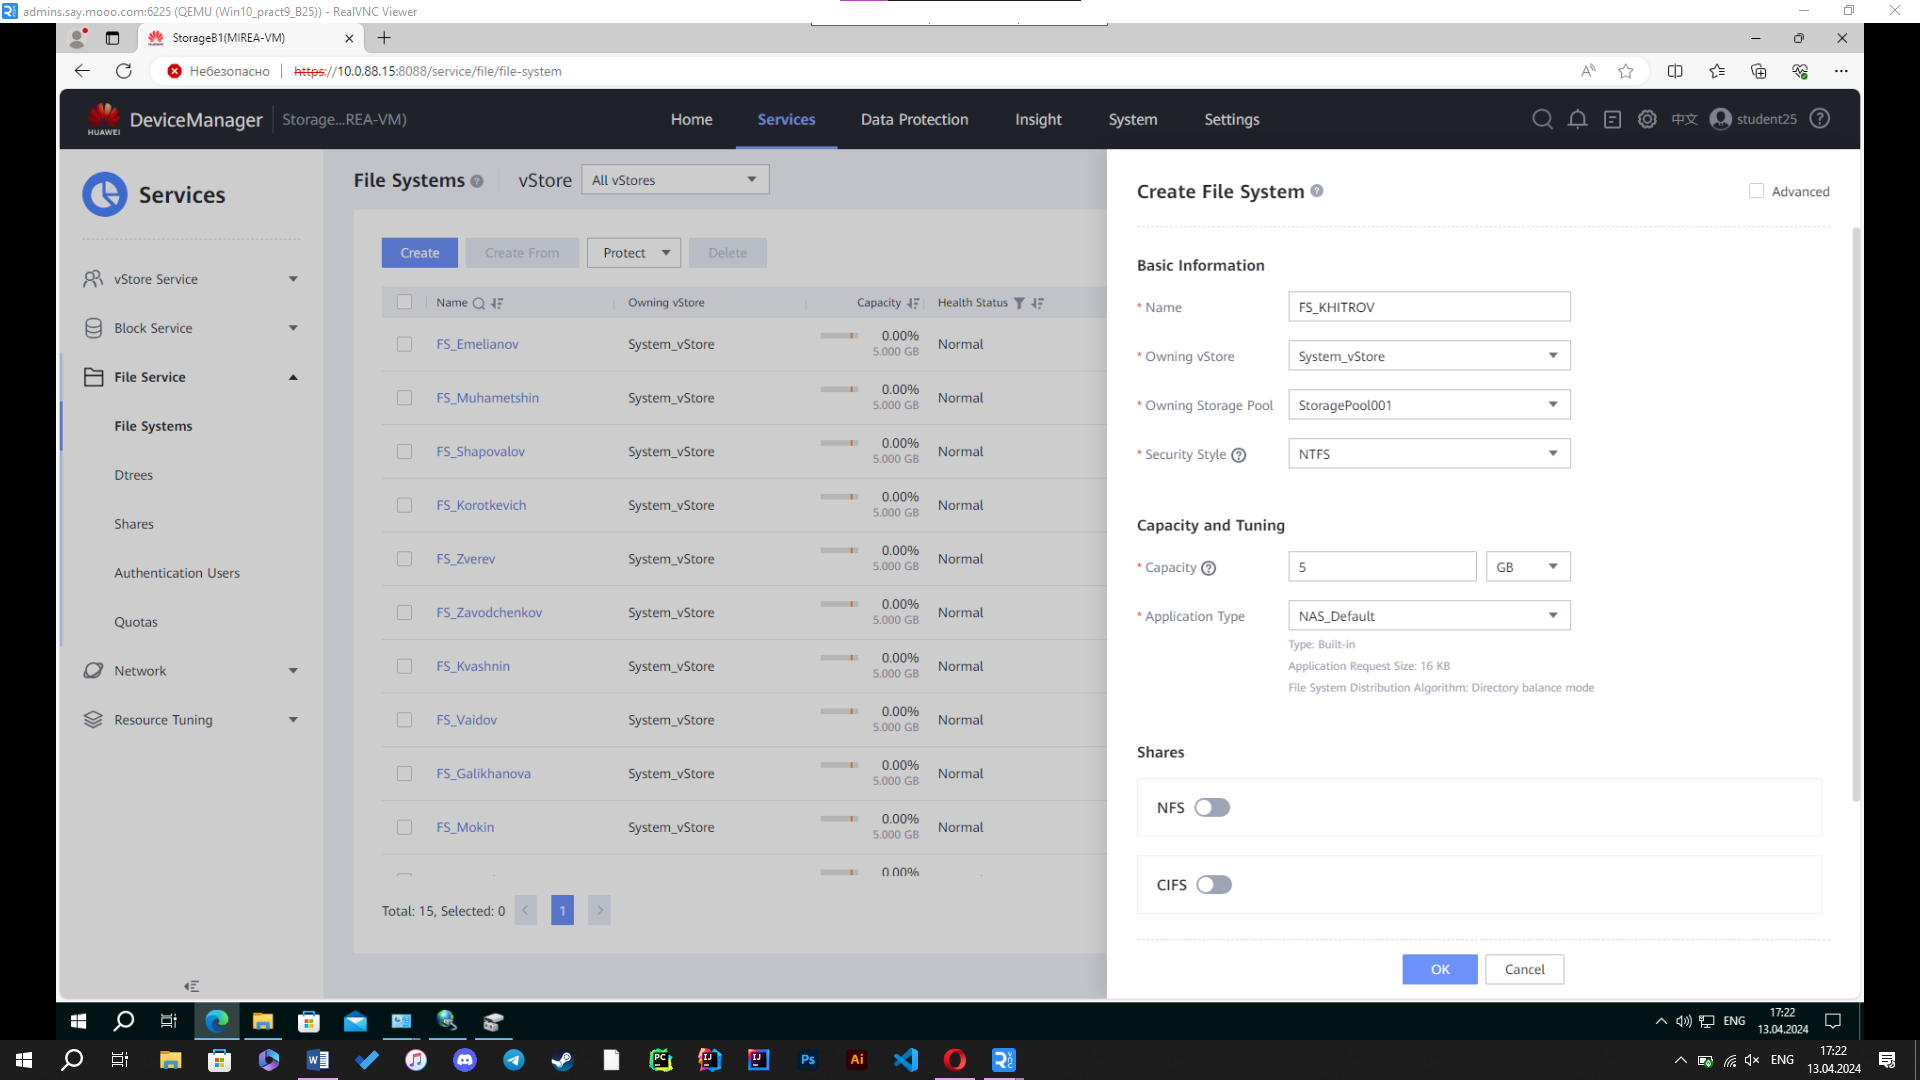 admins.say.mooo.com:6225 (QEMU (Win10_pract9_B25)) - RealVNC Viewer
StorageB1(MIREA-VM)
Небезопасно https://10.0.88.15:8088/service/file/file-system
HUAWEI DeviceManager Storage...REA-VM)
Home Services Data Protection Insight System Settings
中文 student25
Services
vStore Service
Block Service
File Service
File Systems
Dtrees
Shares
Authentication Users
Quotas
Network
Resource Tuning
File Systems vStore All vStores
Create Create From Protect Delete
Name Owning vStore Capacity Health Status
FS_Emelianov System_vStore 0.00% 5.000 GB Normal
FS_Muhametshin System_vStore 0.00% 5.000 GB Normal
FS_Shapovalov System_vStore 0.00% 5.000 GB Normal
FS_Korotkevich System_vStore 0.00% 5.000 GB Normal
FS_Zverev System_vStore 0.00% 5.000 GB Normal
FS_Zavodchenkov System_vStore 0.00% 5.000 GB Normal
FS_Kvashnin System_vStore 0.00% 5.000 GB Normal
FS_Vaidov System_vStore 0.00% 5.000 GB Normal
FS_Galikhanova System_vStore 0.00% 5.000 GB Normal
FS_Mokin System_vStore 0.00% 5.000 GB Normal
0.00%
Total: 15, Selected: 0 < 1 >
Create File System Advanced
Basic Information
* Name FS_KHITROV
* Owning vStore System_vStore
* Owning Storage Pool StoragePool001
* Security Style NTFS
Capacity and Tuning
* Capacity 5 GB
* Application Type NAS_Default
Type: Built-in
Application Request Size: 16 KB
File System Distribution Algorithm: Directory balance mode
Shares
NFS
CIFS
OK Cancel
ENG 17:22
13.04.2024
ENG 17:22
13.04.2024